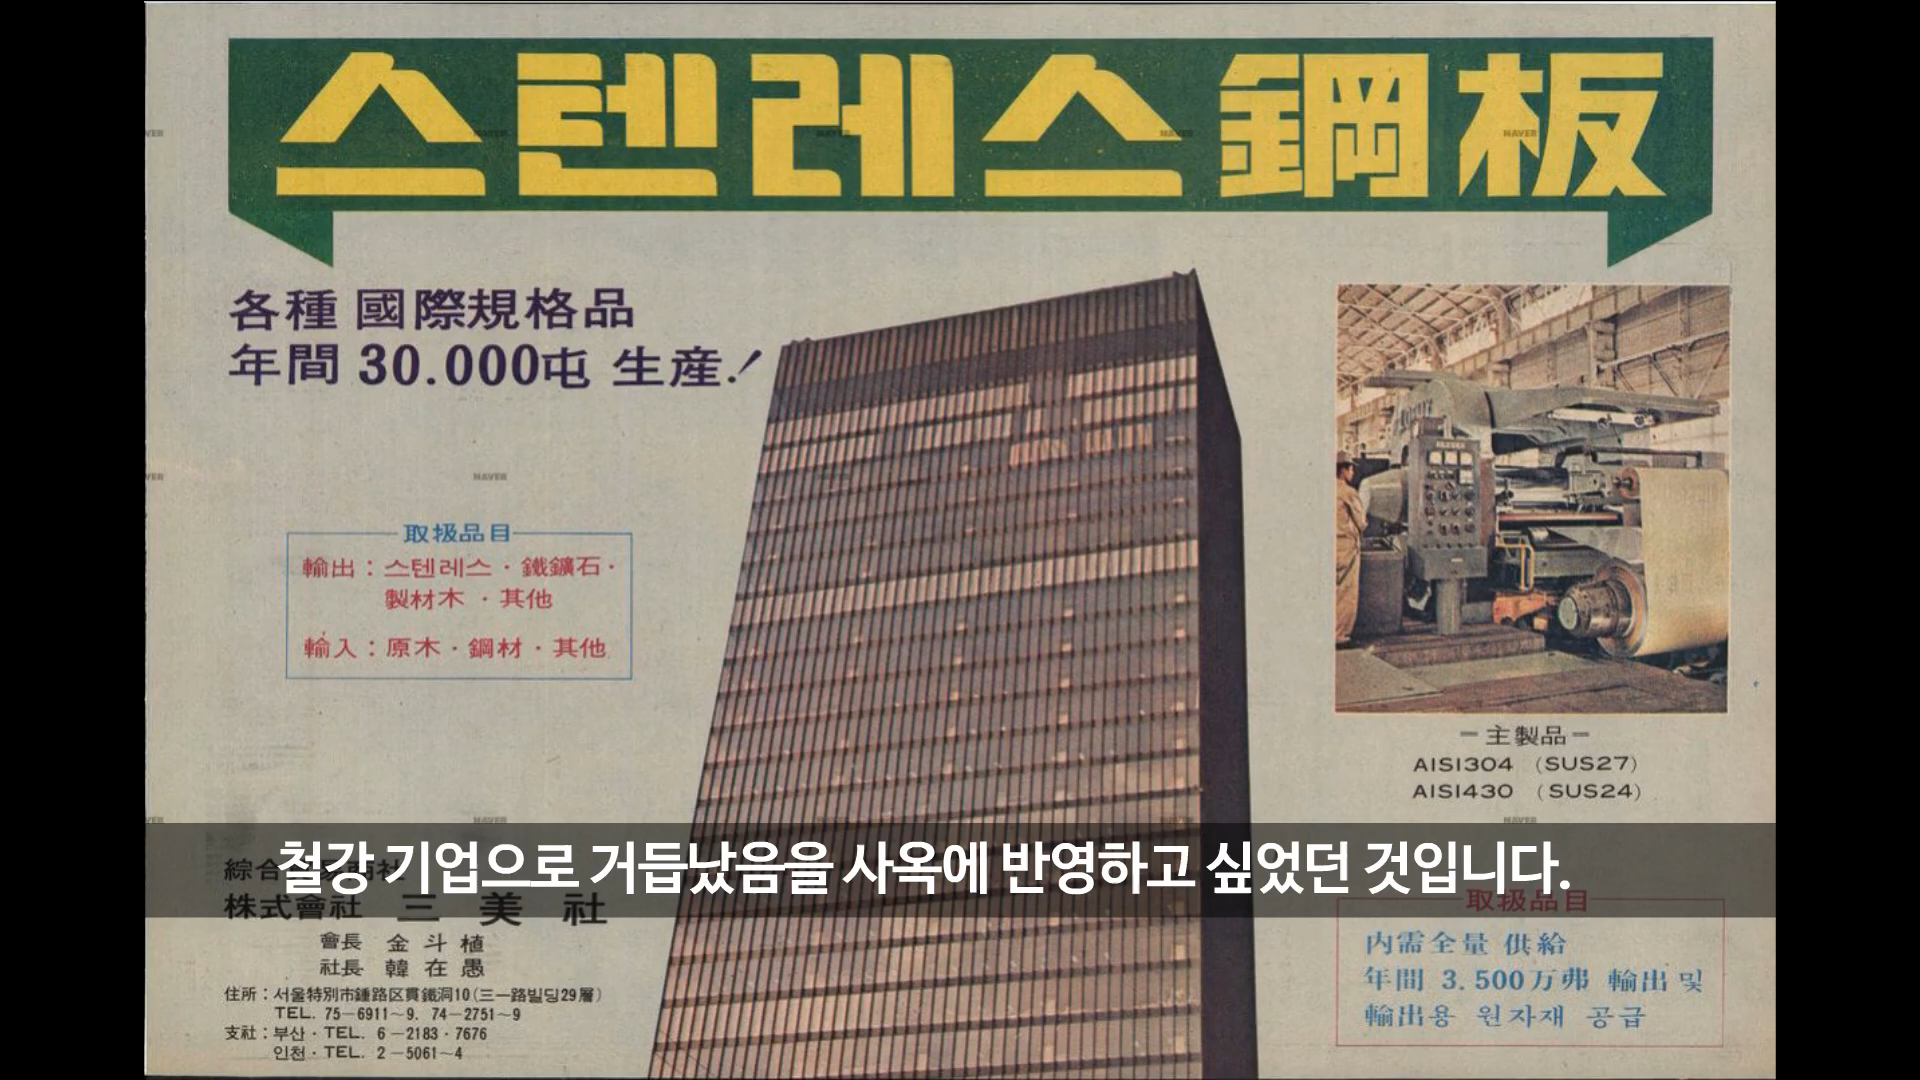 스텐레스 鋼板
各種 國際規格品
年間 30.000屯 生産!
取扱品目
輸出 : 스텐레스 · 鐵鑛石 ·
製材木 · 其他
輸入 : 原木 · 鋼材 · 其他
- 主製品 -
AISI304 (SUS27)
AISI430 (SUS24)
철강 기업으로 거듭났음을 사옥에 반영하고 싶었던 것입니다.
株式會社 三美社
會長 金斗植
社長 韓在愚
住所 : 서울特別市鍾路区貫鐵洞10(三一路빌딩29層)
TEL. 75-6911~9. 74-2751~9
支社 : 부산 · TEL. 6-2183 · 7676
인천 · TEL. 2-5061~4
取扱品目
内需全量 供給
年間 3.500万弗 輸出 및
輸出용 원자재 공급
NAVER